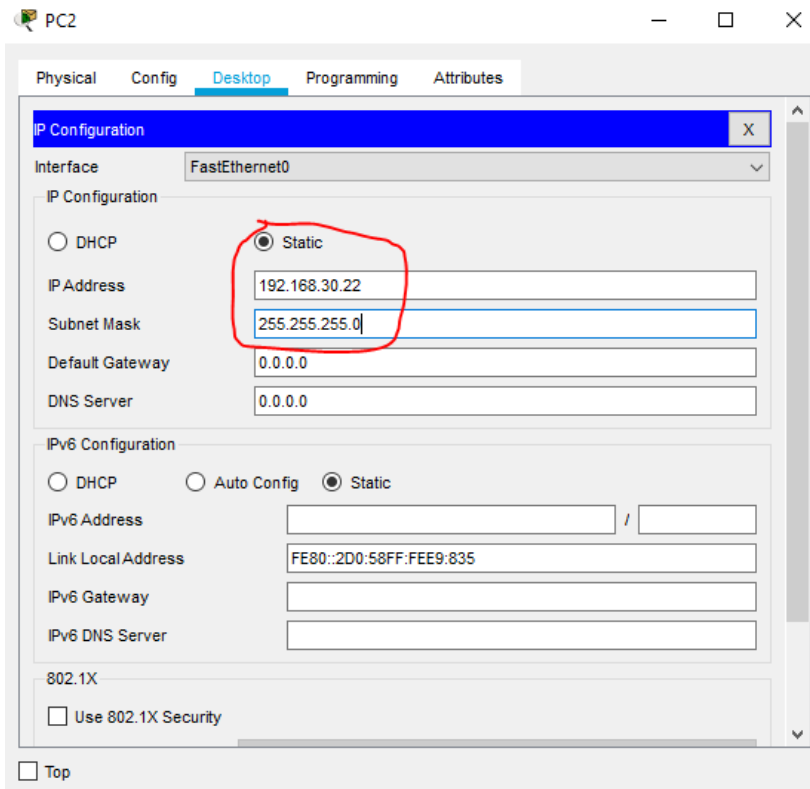 PC2
Physical Config Desktop Programming Attributes
IP Configuration X
Interface FastEthernet0
IP Configuration
DHCP Static
IP Address 192.168.30.22
Subnet Mask 255.255.255.0
Default Gateway 0.0.0.0
DNS Server 0.0.0.0
IPv6 Configuration
DHCP Auto Config Static
IPv6 Address /
Link Local Address FE80::2D0:58FF:FEE9:835
IPv6 Gateway
IPv6 DNS Server
802.1X
Use 802.1X Security
Top